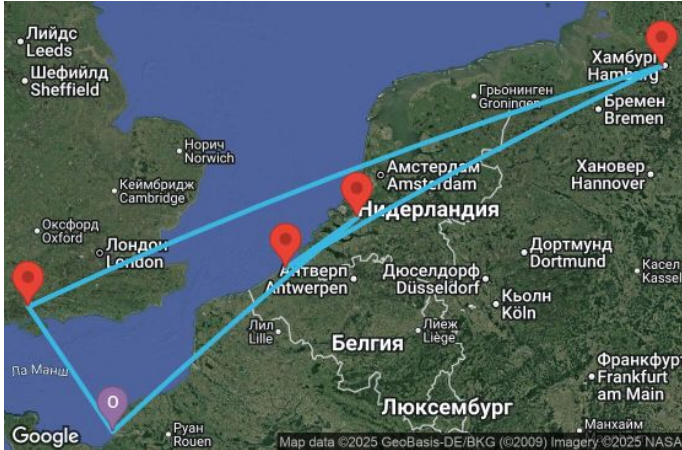 Лийдс
Leeds
Шефийлд
Sheffield
Норич
Norwich
Кеймбридж
Cambridge
Оксфорд
Oxford
Лондон
London
Хамбург
Hamburg
Грьонинген
Groningen
Бремен
Bremen
Амстердам
Amsterdam
Хановер
Hannover
Нидерландия
Антверп
Antwerpen
Дюселдорф
Düsseldorf
Дортмунд
Dortmund
Касел
Kassel
Кьолн
Köln
Лил
Lille
Белгия
Лиеж
Liège
Ла Манш
O
Франкфурт
Frankfurt
am Main
Люксембург
Руан
Rouen
Манхайм
Google
Map data ©2025 GeoBasis-DE/BKG (©2009) Imagery ©2025 NASA